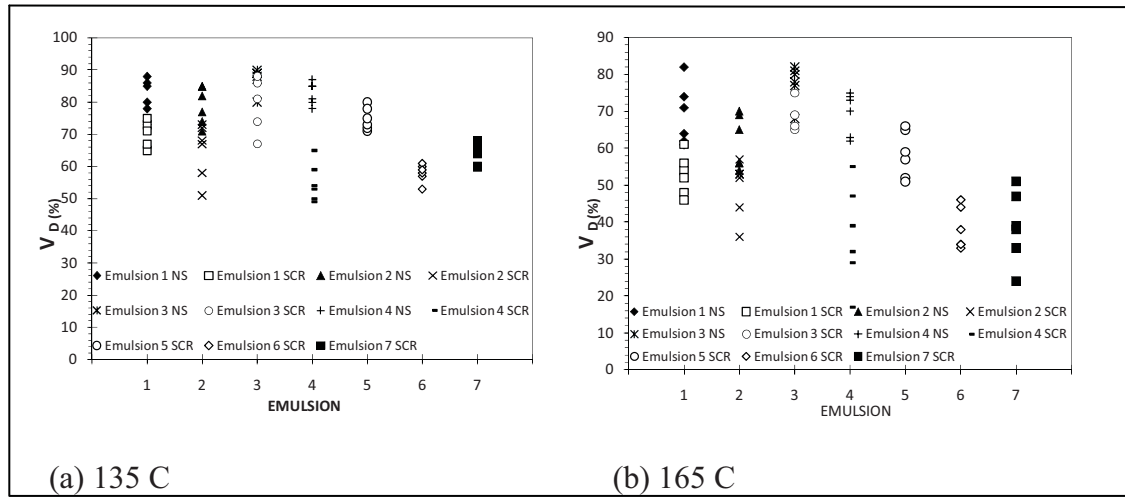 100
90
80
70
60
50
40
30
20
10
0
V D (%)
Emulsion 1 NS Emulsion 1 SCR Emulsion 2 NS Emulsion 2 SCR
Emulsion 3 NS Emulsion 3 SCR Emulsion 4 NS Emulsion 4 SCR
Emulsion 5 SCR Emulsion 6 SCR Emulsion 7 SCR
1 2 3 4 5 6 7
EMULSION
(a) 135 C
90
80
70
60
50
40
30
20
10
0
V D (%)
Emulsion 1 NS Emulsion 1 SCR Emulsion 2 NS Emulsion 2 SCR
Emulsion 3 NS Emulsion 3 SCR Emulsion 4 NS Emulsion 4 SCR
Emulsion 5 SCR Emulsion 6 SCR Emulsion 7 SCR
1 2 3 4 5 6 7
EMULSION
(b) 165 C